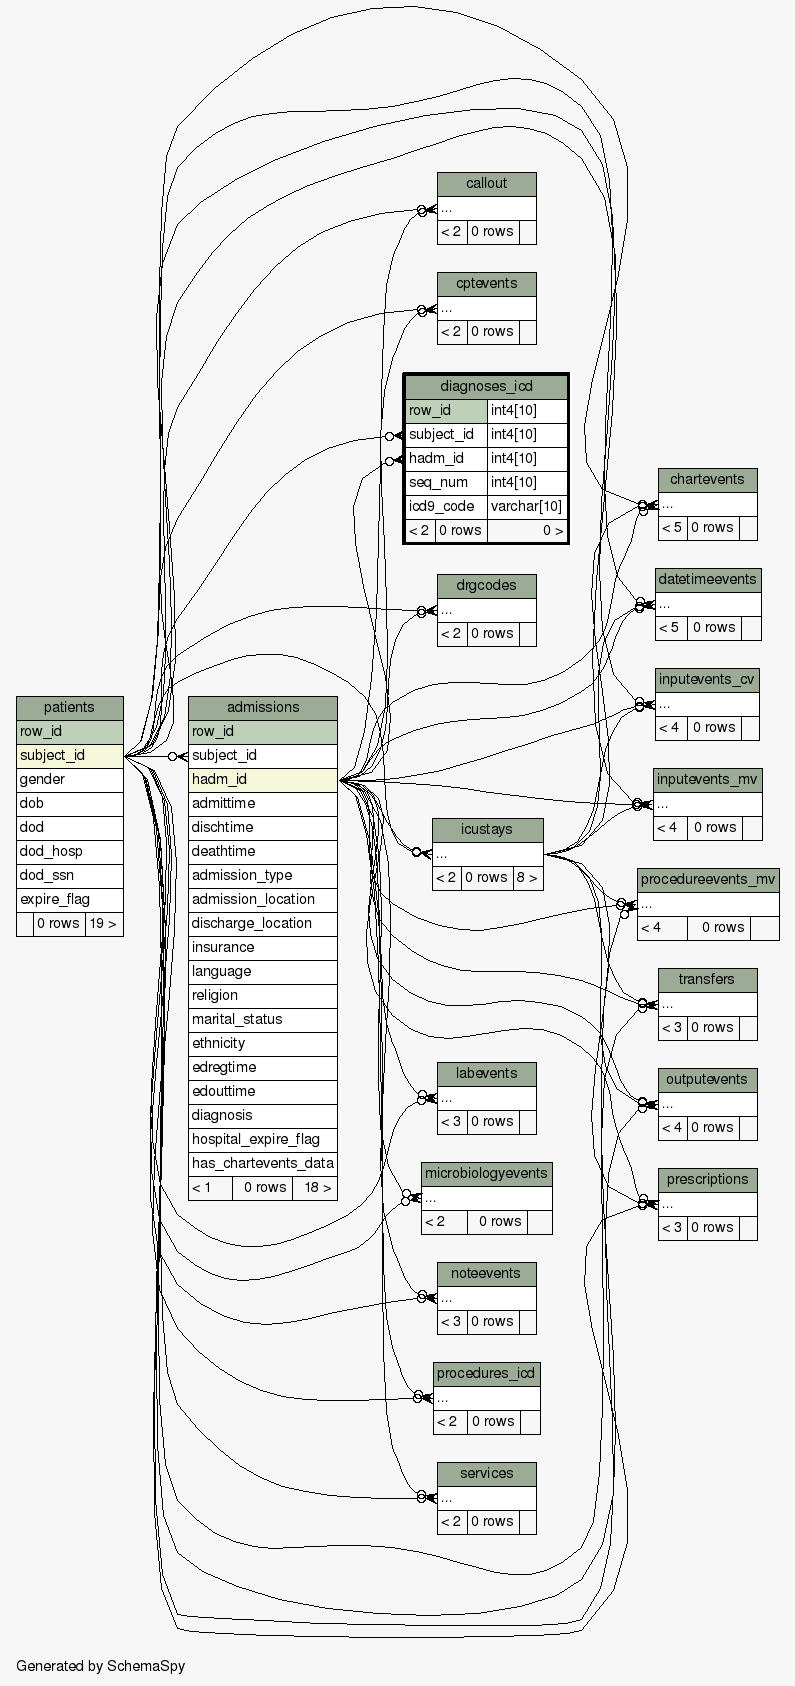 callout
...
< 2 0 rows
cptevents
...
< 2 0 rows
diagnoses_icd
row_id int4[10]
subject_id int4[10]
hadm_id int4[10]
seq_num int4[10]
icd9_code varchar[10]
< 2 0 rows 0 >
chartevents
...
< 5 0 rows
datetimeevents
...
< 5 0 rows
drgcodes
...
< 2 0 rows
inputevents_cv
...
< 4 0 rows
patients
row_id
subject_id
gender
dob
dod
dod_hosp
dod_ssn
expire_flag
0 rows 19 >
admissions
row_id
subject_id
hadm_id
admittime
dischtime
deathtime
admission_type
admission_location
discharge_location
insurance
language
religion
marital_status
ethnicity
edregtime
edouttime
diagnosis
hospital_expire_flag
has_chartevents_data
< 1 0 rows 18 >
inputevents_mv
...
< 4 0 rows
icustays
...
< 2 0 rows 8 >
procedureevents_mv
...
< 4 0 rows
transfers
...
< 3 0 rows
labevents
...
< 3 0 rows
outputevents
...
< 4 0 rows
microbiologyevents
...
< 2 0 rows
prescriptions
...
< 3 0 rows
noteevents
...
< 3 0 rows
procedures_icd
...
< 2 0 rows
services
...
< 2 0 rows
Generated by SchemaSpy